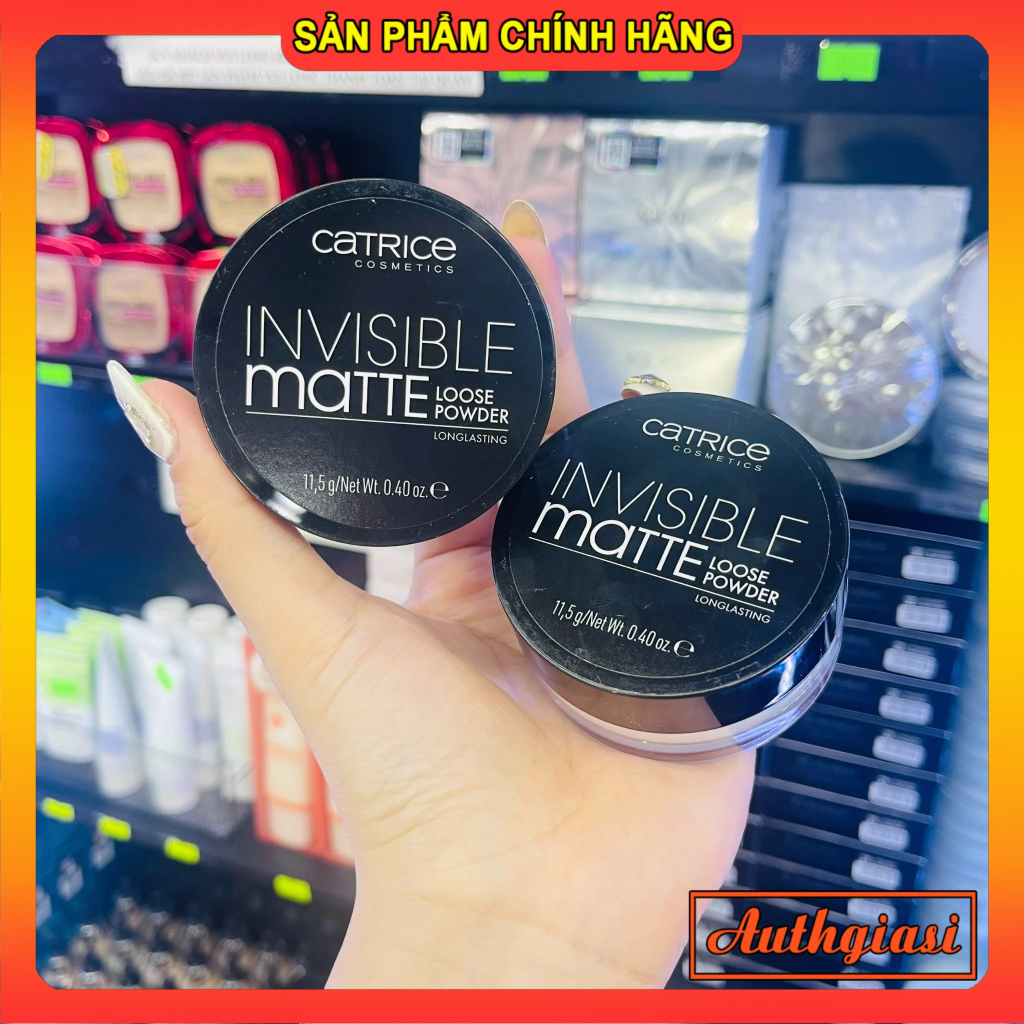 SẢN PHẨM CHÍNH HÃNG
CATRICE
COSMETICS
INVISIBLE
maTTE LOOSE
POWDER
LONGLASTING
11,5 g/Net Wt. 0.40 oz. ℮
CATRICE
COSMETICS
INVISIBLE
maTTE LOOSE
POWDER
LONGLASTING
11,5 g/Net Wt. 0.40 oz. ℮
Authgiasi